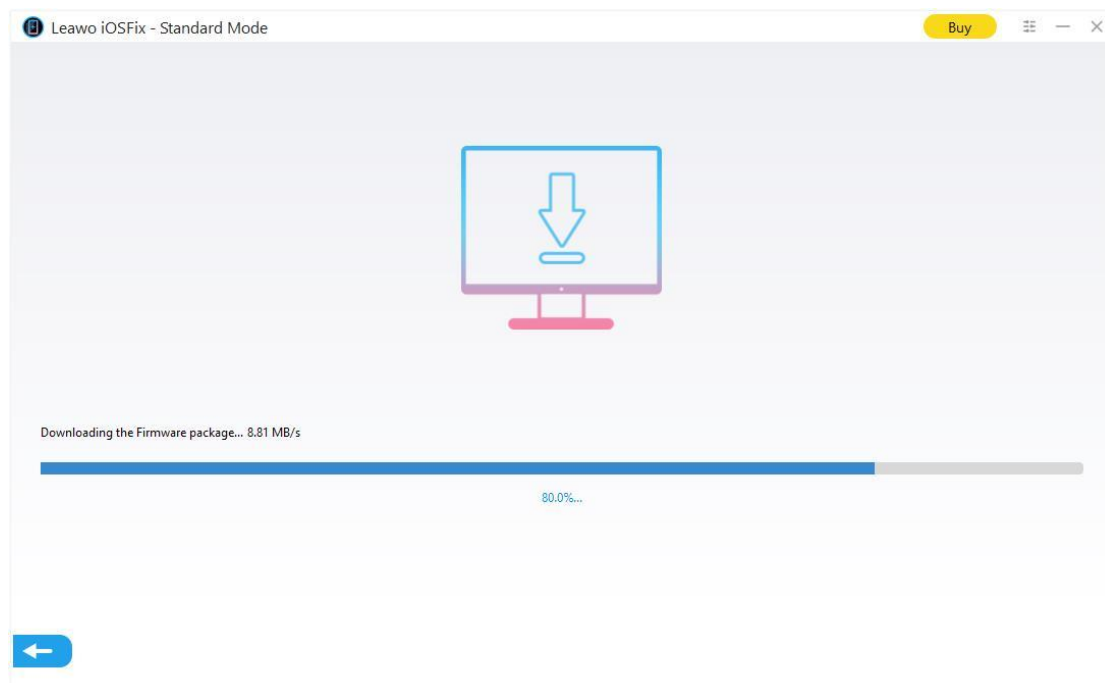 Leawo iOSFix - Standard Mode
Buy
Downloading the Firmware package... 8.81 MB/s
80.0%...